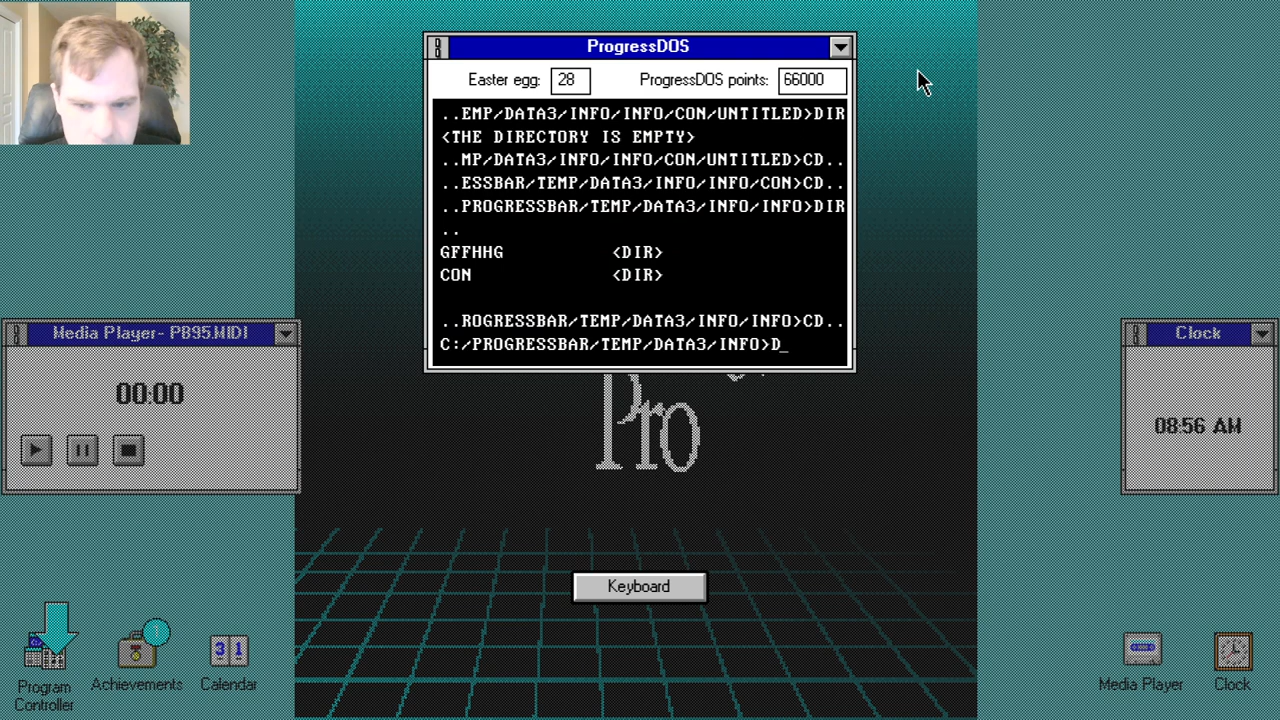 ProgressDOS
Easter egg: 28 ProgressDOS points: 66000
..EMP/DATA3/INFO/INFO/CON/UNTITLED>DIR
<THE DIRECTORY IS EMPTY>
..MP/DATA3/INFO/INFO/CON/UNTITLED>CD..
..ESSBAR/TEMP/DATA3/INFO/INFO/CON>CD..
..PROGRESSBAR/TEMP/DATA3/INFO/INFO>DIR
..
GFFHHG <DIR>
CON <DIR>
..ROGRESSBAR/TEMP/DATA3/INFO/INFO>CD..
C:/PROGRESSBAR/TEMP/DATA3/INFO>D_
Media Player- PB95.MIDI
00:00
Clock
08:56 AM
Pro
Keyboard
Program
Controller
Achievements
Calendar
31
Media Player
Clock